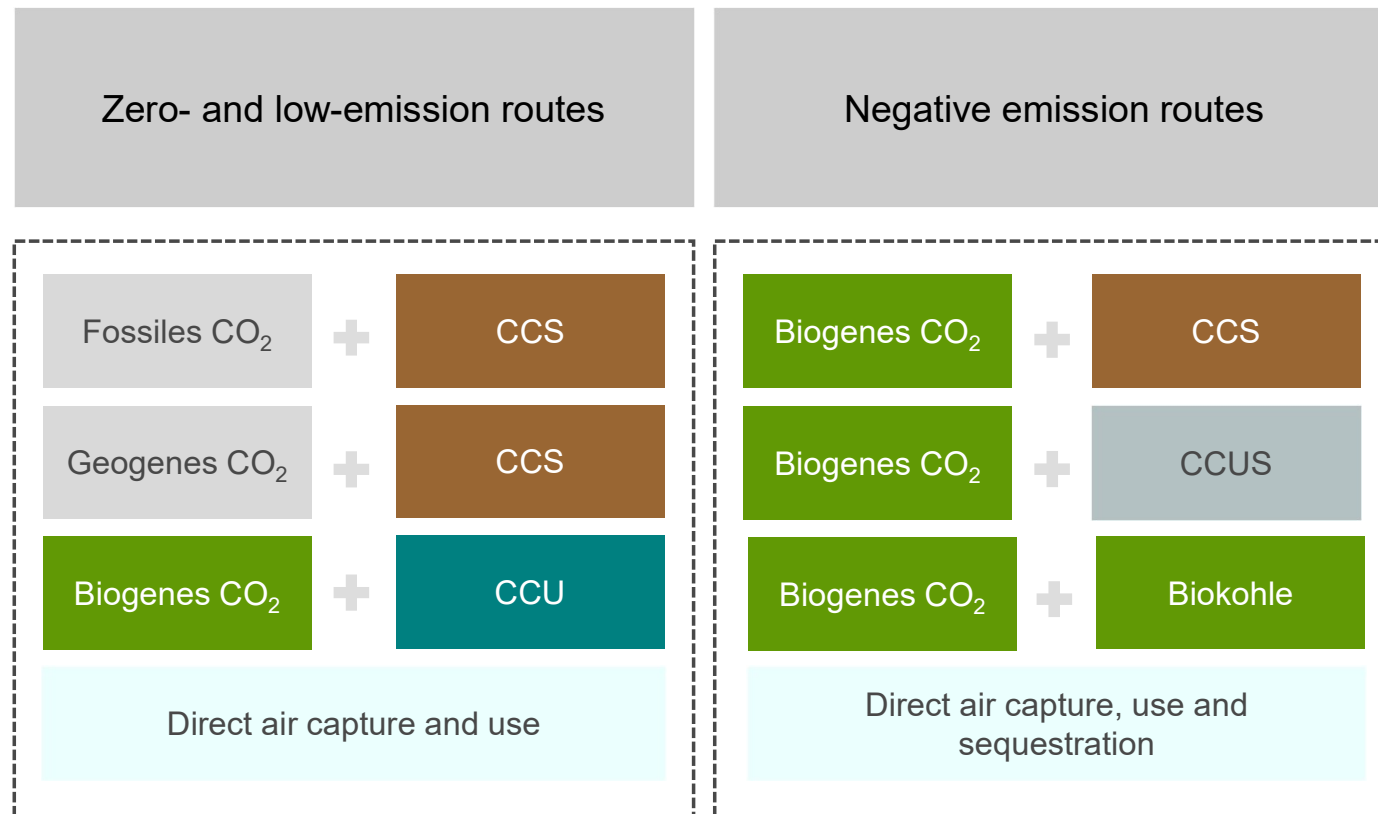 Zero- and low-emission routes
Negative emission routes
Fossiles CO₂
CCS
Biogenes CO₂
CCS
Geogenes CO₂
CCS
Biogenes CO₂
CCUS
Biogenes CO₂
CCU
Biogenes CO₂
Biokohle
Direct air capture and use
Direct air capture, use and
sequestration